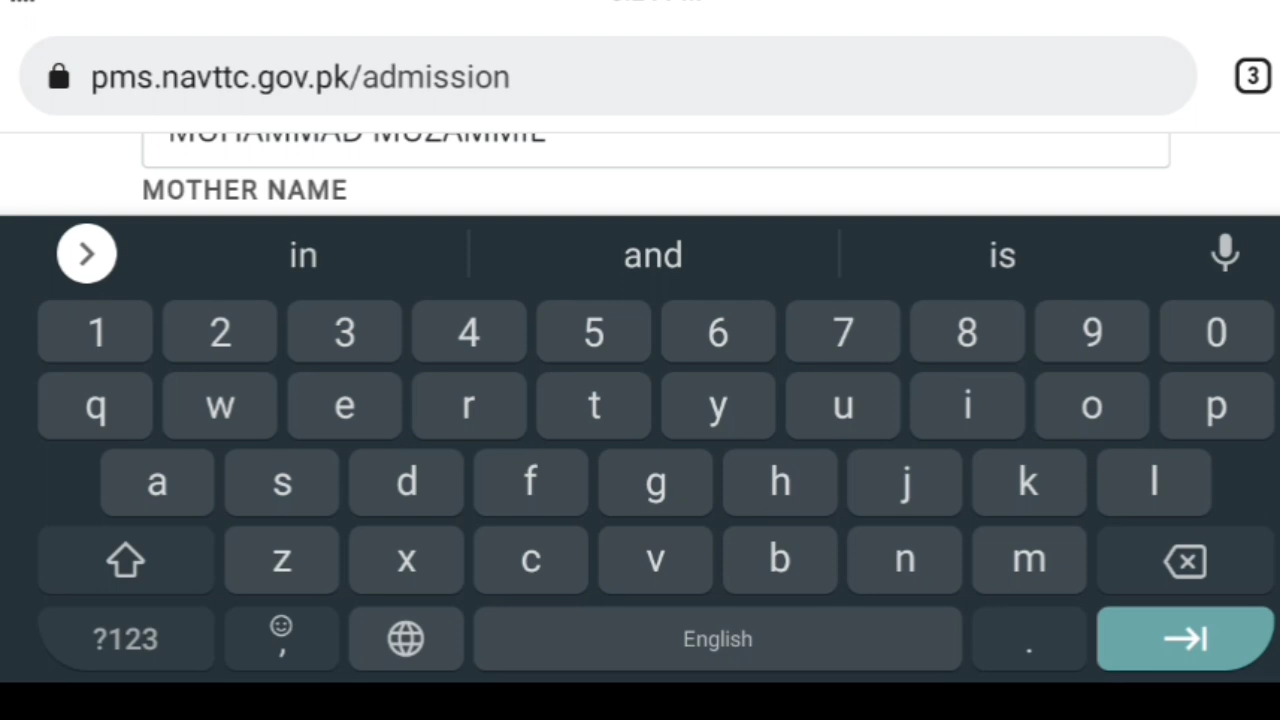 pms.navttc.gov.pk/admission
3
MUHAMMAD MUZAMMIL
MOTHER NAME
in and is
1 2 3 4 5 6 7 8 9 0
q w e r t y u i o p
a s d f g h j k l
z x c v b n m
?123 , English .